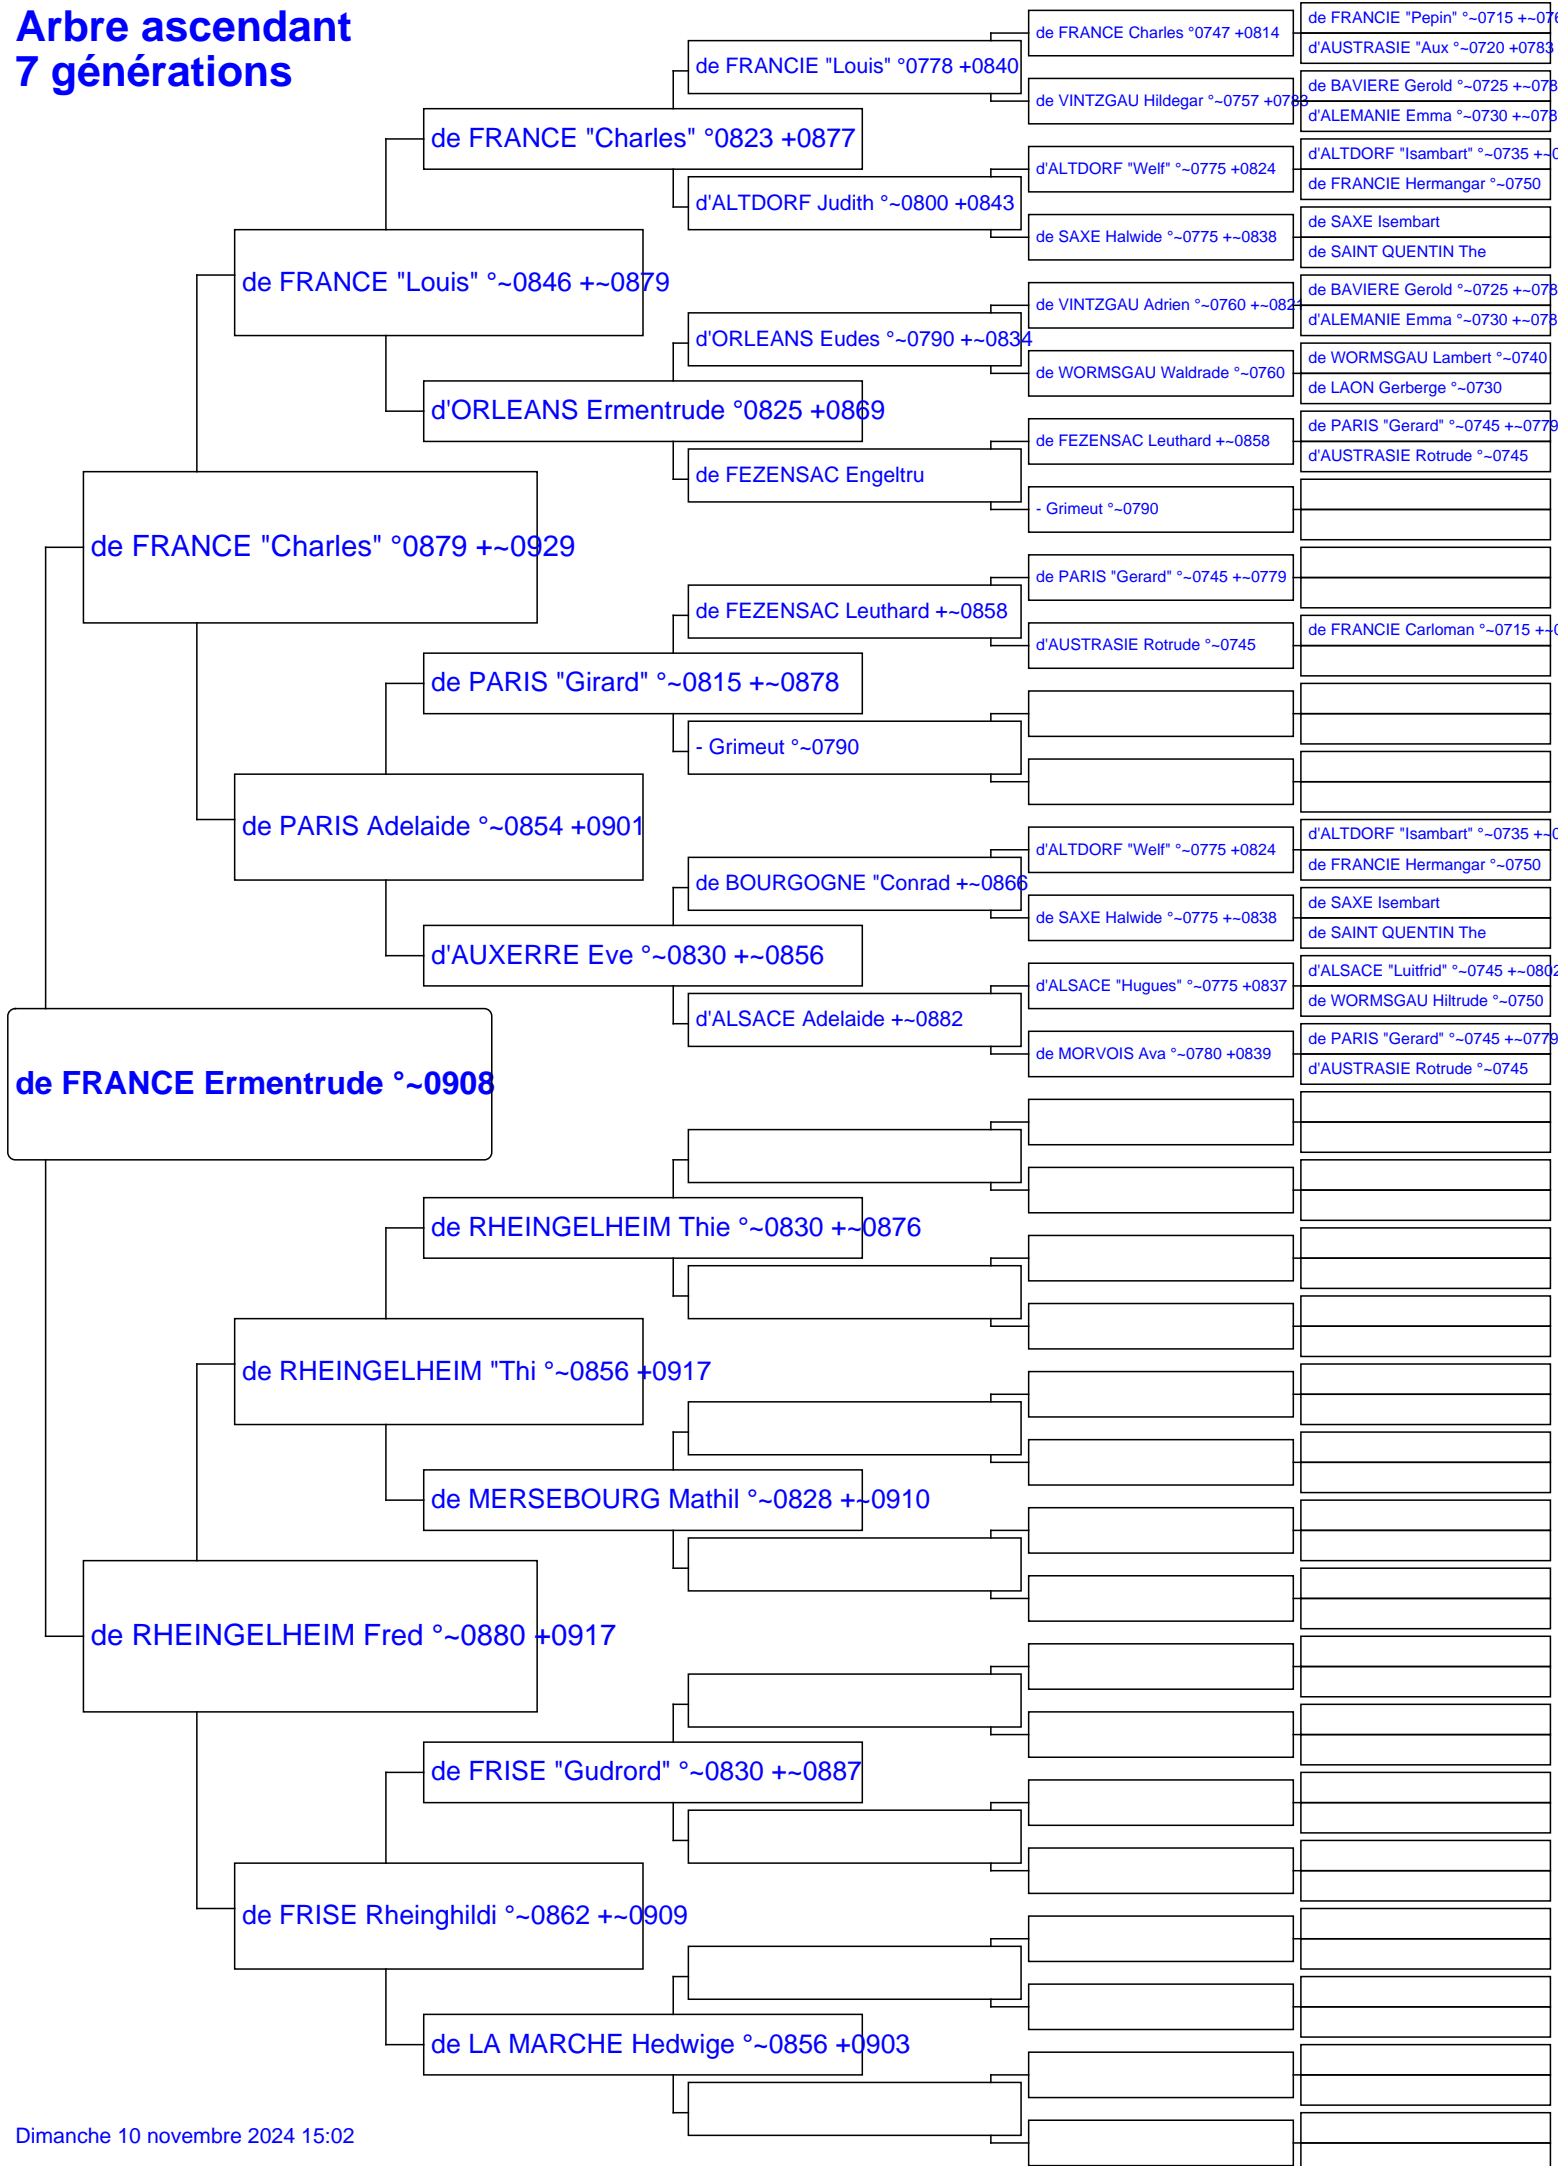 Arbre ascendant
7 générations
de FRANCE Ermentrude °~0908
de FRANCE "Charles" °0879 +~0929
de RHEINGELHEIM Fred °~0880 +0917
de FRANCE "Louis" °~0846 +~0879
de PARIS Adelaide °~0854 +0901
de RHEINGELHEIM "Thi °~0856 +0917
de FRISE Rheinghildi °~0862 +~0909
de FRANCE "Charles" °0823 +0877
d'ORLEANS Ermentrude °0825 +0869
de PARIS "Girard" °~0815 +~0878
d'AUXERRE Eve °~0830 +~0856
de RHEINGELHEIM Thie °~0830 +~0876
de MERSEBOURG Mathil °~0828 +~0910
de FRISE "Gudrord" °~0830 +~0887
de LA MARCHE Hedwige °~0856 +0903
de FRANCIE "Louis" °0778 +0840
d'ALTDORF Judith °~0800 +0843
d'ORLEANS Eudes °~0790 +~0834
de FEZENSAC Engeltru
de FEZENSAC Leuthard +~0858
- Grimeut °~0790
de BOURGOGNE "Conrad +~0866
d'ALSACE Adelaide +~0882
de FRANCE Charles °0747 +0814
de VINTZGAU Hildegar °~0757 +0783
d'ALTDORF "Welf" °~0775 +0824
de SAXE Halwide °~0775 +~0838
de VINTZGAU Adrien °~0760 +~0821
de WORMSGAU Waldrade °~0760
de FEZENSAC Leuthard +~0858
- Grimeut °~0790
de PARIS "Gerard" °~0745 +~0779
d'AUSTRASIE Rotrude °~0745
d'ALTDORF "Welf" °~0775 +0824
de SAXE Halwide °~0775 +~0838
d'ALSACE "Hugues" °~0775 +0837
de MORVOIS Ava °~0780 +0839
de FRANCIE "Pepin" °~0715 +~076
d'AUSTRASIE "Aux °~0720 +0783
de BAVIERE Gerold °~0725 +~078
d'ALEMANIE Emma °~0730 +~078
d'ALTDORF "Isambart" °~0735 +~0
de FRANCIE Hermangar °~0750
de SAXE Isembart
de SAINT QUENTIN The
de BAVIERE Gerold °~0725 +~078
d'ALEMANIE Emma °~0730 +~078
de WORMSGAU Lambert °~0740
de LAON Gerberge °~0730
de PARIS "Gerard" °~0745 +~0779
d'AUSTRASIE Rotrude °~0745
de FRANCIE Carloman °~0715 +~0
d'ALTDORF "Isambart" °~0735 +~0
de FRANCIE Hermangar °~0750
de SAXE Isembart
de SAINT QUENTIN The
d'ALSACE "Luitfrid" °~0745 +~0802
de WORMSGAU Hiltrude °~0750
de PARIS "Gerard" °~0745 +~0779
d'AUSTRASIE Rotrude °~0745
Dimanche 10 novembre 2024 15:02